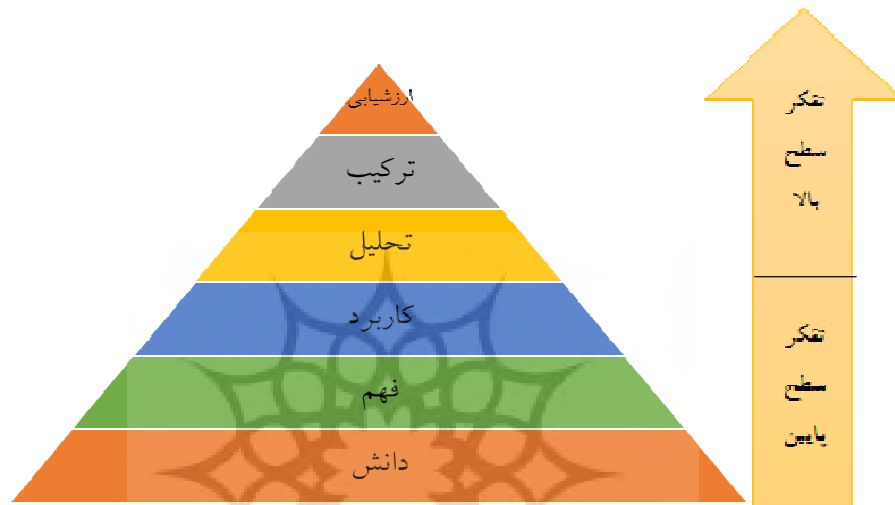 ارزشیابی
ترکیب
تحلیل
کاربرد
فهم
دانش
تفکر
سطح
بالا
تفکر
سطح
پایین